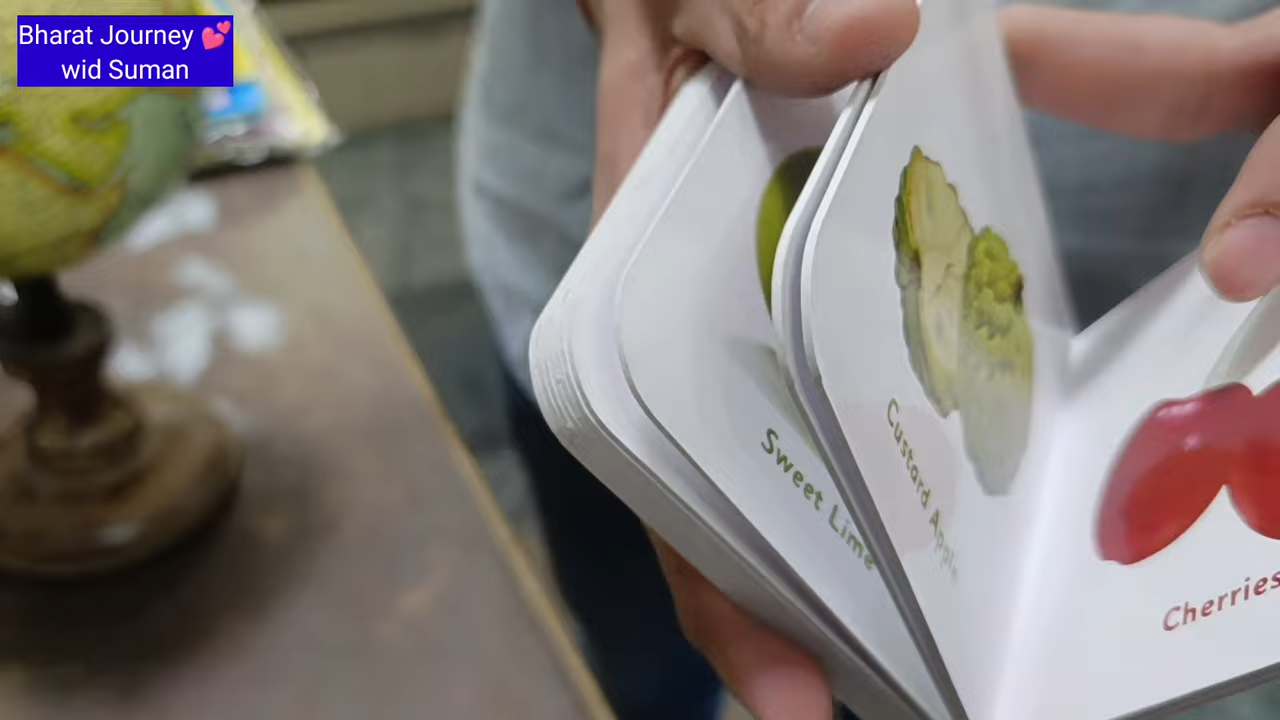 Bharat Journey 💕
wid Suman
Sweet Lime
Custard Apple
Cherries